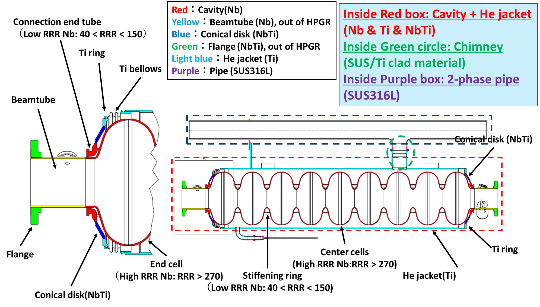 Connection end tube
（Low RRR Nb: 40 < RRR < 150）
Ti ring
Ti bellows
Beamtube
Flange
Conical disk(NbTi)
End cell
(High RRR Nb: RRR > 270)
Red：Cavity(Nb)
Yellow：Beamtube (Nb), out of HPGR
Blue：Conical disk (NbTi)
Green：Flange (NbTi), out of HPGR
Light blue：He jacket (Ti)
Purple：Pipe (SUS316L)
Inside Red box: Cavity + He jacket
(Nb & Ti & NbTi)
Inside Green circle: Chimney
(SUS/Ti clad material)
Inside Purple box: 2-phase pipe
(SUS316L)
Conical disk (NbTi)
Ti ring
Center cells
(High RRR Nb:RRR > 270)
Stiffening ring
（Low RRR Nb: 40 < RRR < 150）
He jacket(Ti)